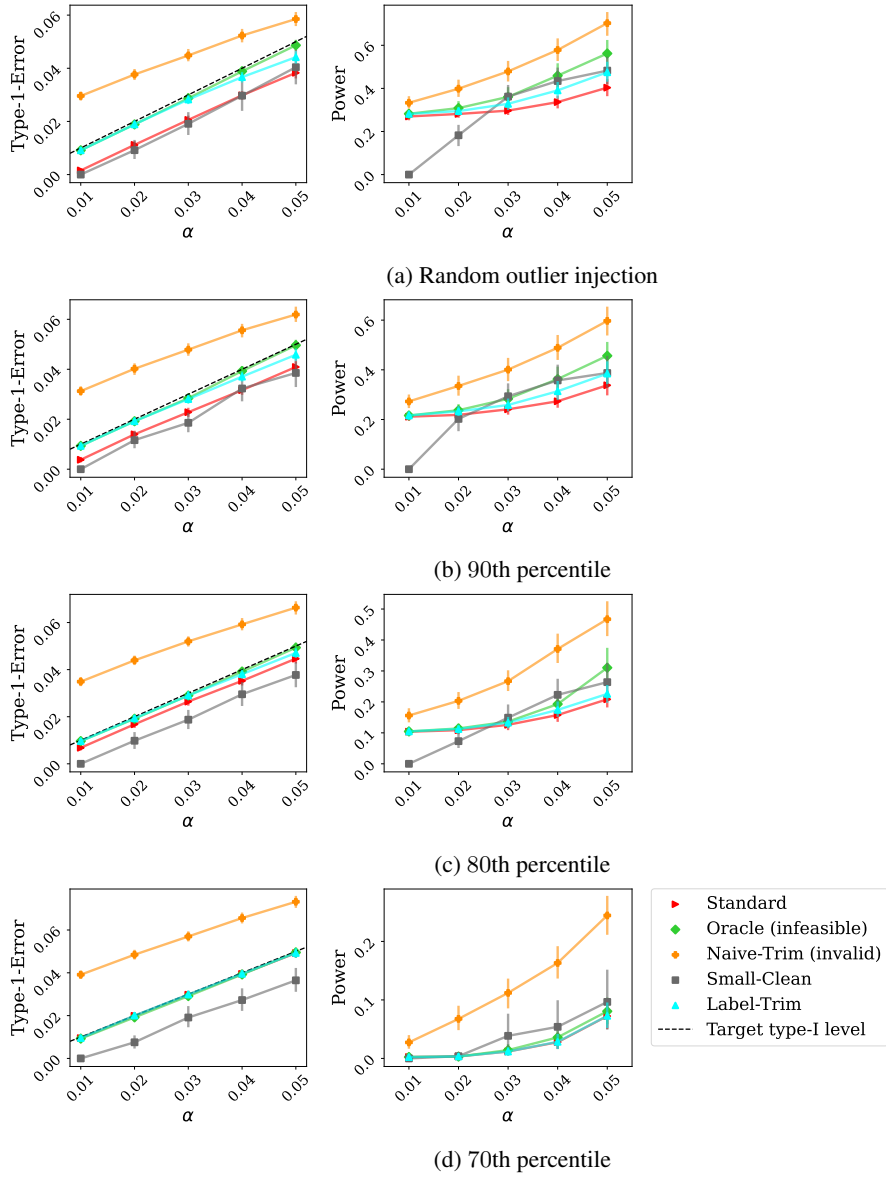 Type-1-Error
0.06
0.04
0.02
0.00
0.01
0.02
0.03
0.04
0.05
α
Power
0.6
0.4
0.2
0.0
0.01
0.02
0.03
0.04
0.05
α
(a) Random outlier injection
Type-1-Error
0.06
0.04
0.02
0.00
0.01
0.02
0.03
0.04
0.05
α
Power
0.6
0.4
0.2
0.0
0.01
0.02
0.03
0.04
0.05
α
(b) 90th percentile
Type-1-Error
0.06
0.04
0.02
0.00
0.01
0.02
0.03
0.04
0.05
α
Power
0.5
0.4
0.3
0.2
0.1
0.0
0.01
0.02
0.03
0.04
0.05
α
(c) 80th percentile
Type-1-Error
0.06
0.04
0.02
0.00
0.01
0.02
0.03
0.04
0.05
α
Power
0.2
0.1
0.0
0.01
0.02
0.03
0.04
0.05
α
Standard
Oracle (infeasible)
Naive-Trim (invalid)
Small-Clean
Label-Trim
Target type-I level
(d) 70th percentile